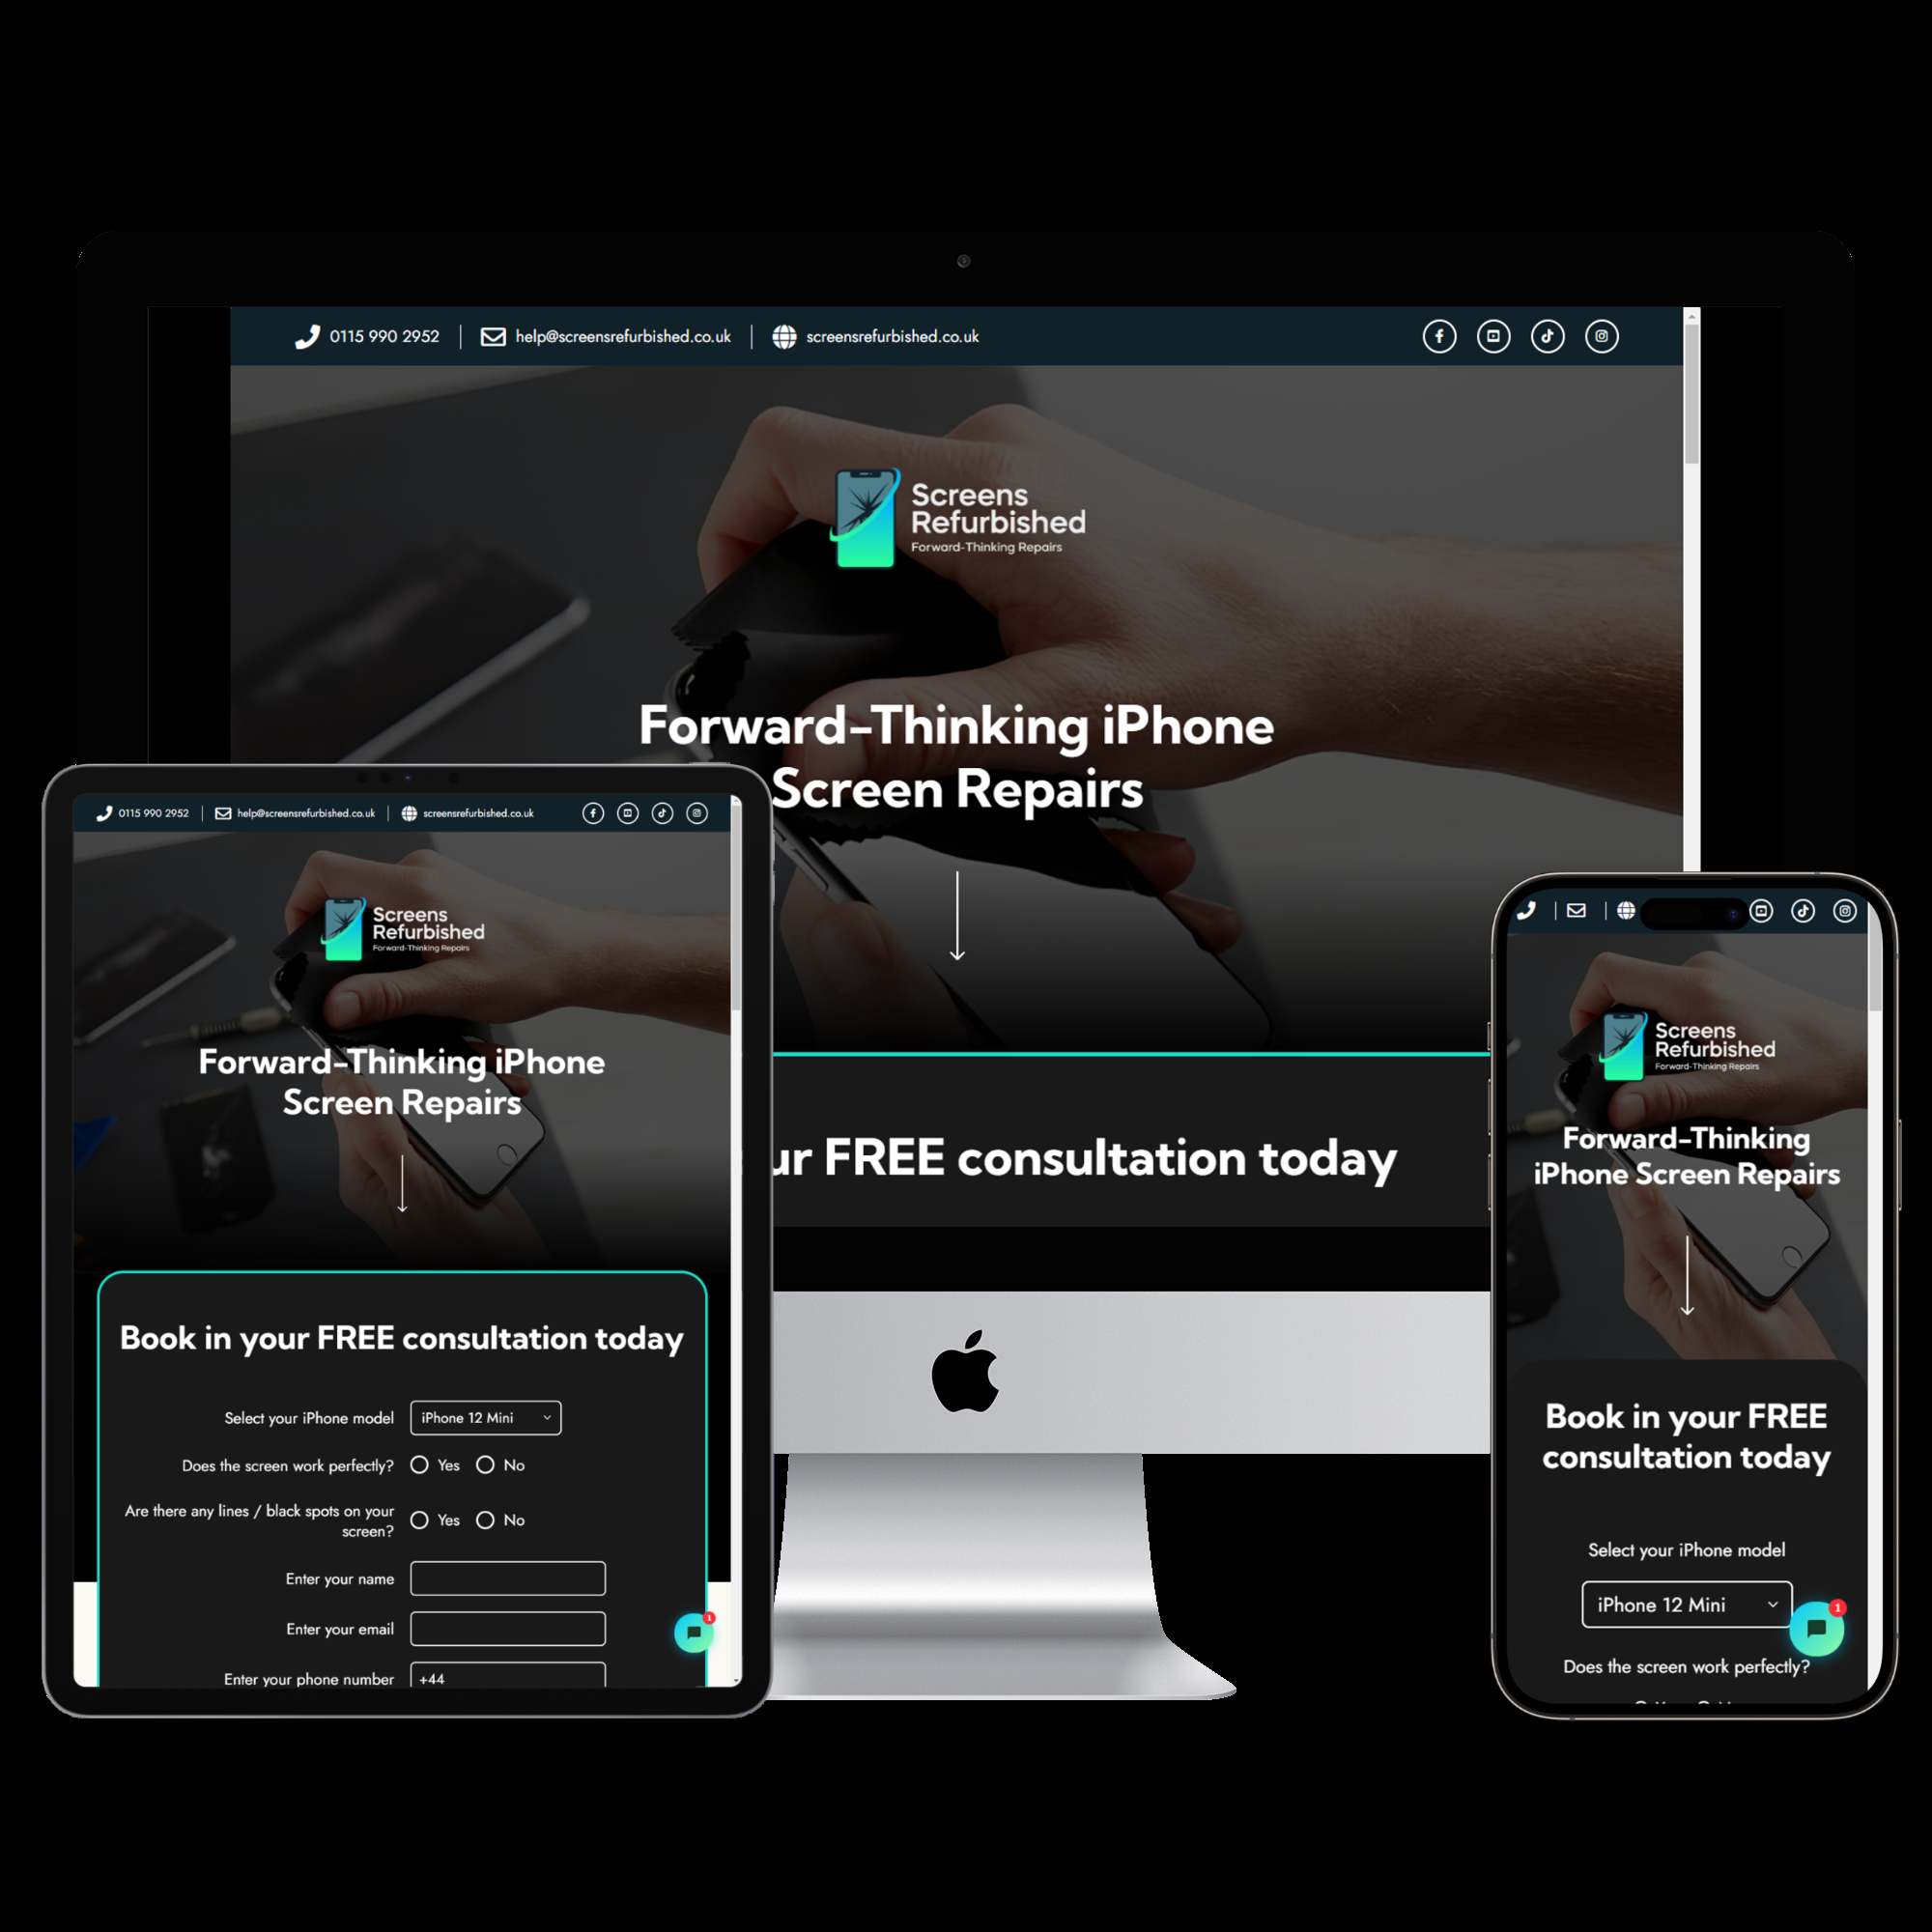 0115 990 2952
help@screensrefurbished.co.uk
screensrefurbished.co.uk
Screens
Refurbished
Forward-Thinking Repairs
Forward-Thinking iPhone
Screen Repairs
ur FREE consultation today
0115 990 2952
help@screensrefurbished.co.uk
screensrefurbished.co.uk
Screens
Refurbished
Forward-Thinking Repairs
Forward-Thinking iPhone
Screen Repairs
Book in your FREE consultation today
Select your iPhone model
iPhone 12 Mini
Does the screen work perfectly?
Yes
No
Are there any lines / black spots on your
screen?
Yes
No
Enter your name
Enter your email
1
Enter your phone number
+44
Screens
Refurbished
Forward-Thinking Repairs
Forward-Thinking
iPhone Screen Repairs
Book in your FREE
consultation today
Select your iPhone model
iPhone 12 Mini
1
Does the screen work perfectly?